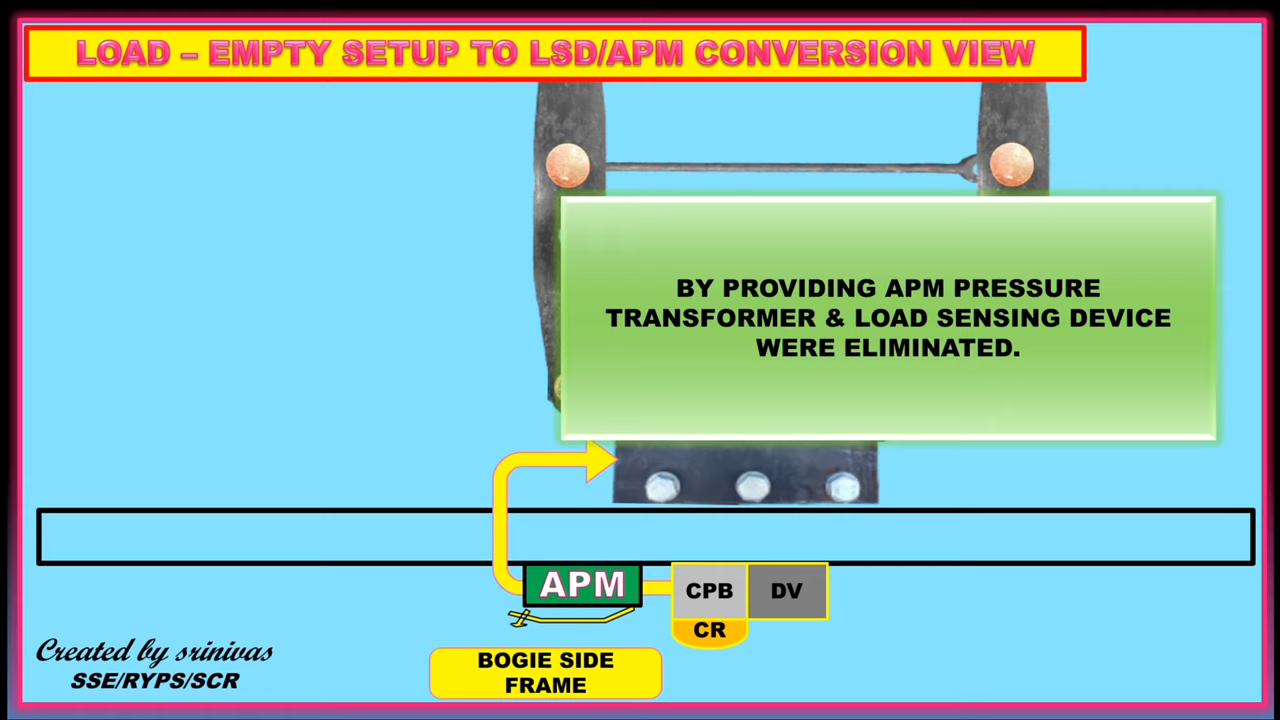 LOAD – EMPTY SETUP TO LSD/APM CONVERSION VIEW
BY PROVIDING APM PRESSURE
TRANSFORMER & LOAD SENSING DEVICE
WERE ELIMINATED.
APM
CPB
DV
CR
BOGIE SIDE
FRAME
Created by srinivas
SSE/RYPS/SCR